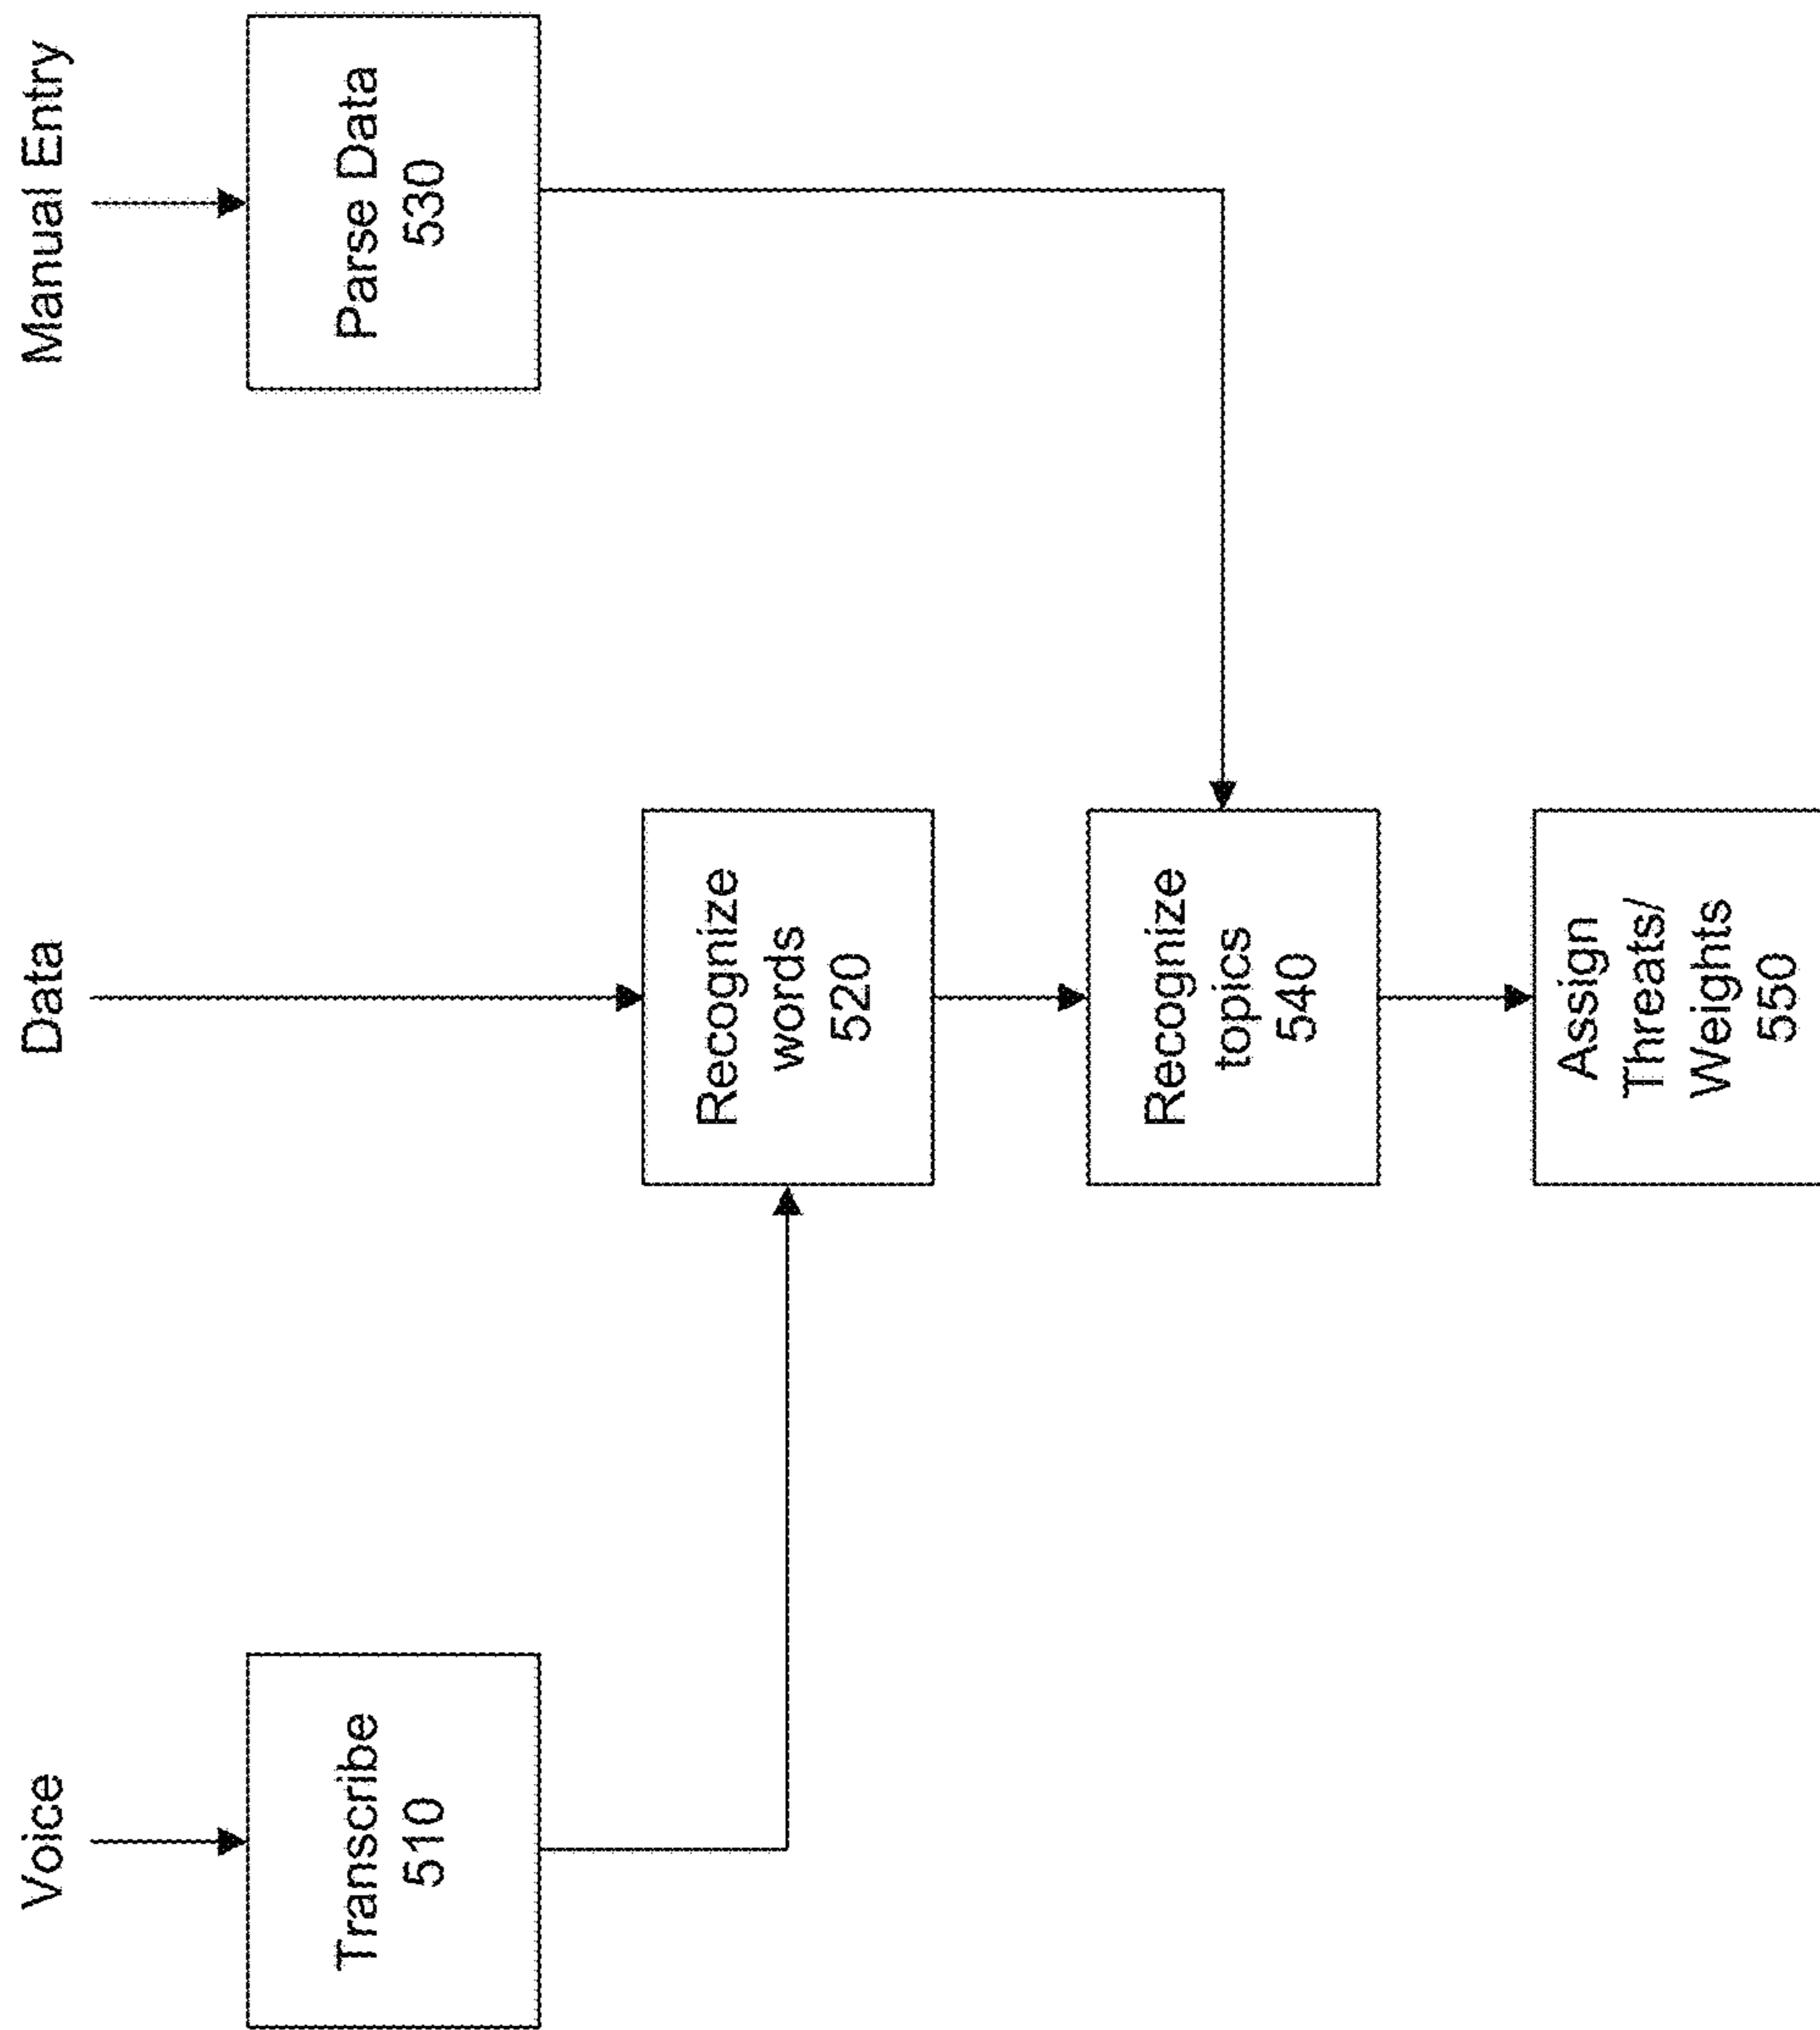 Voice
Data
Manual Entry
Transcribe
510
Parse Data
530
Recognize
words
520
Recognize
topics
540
Assign
Threats/
Weights
550